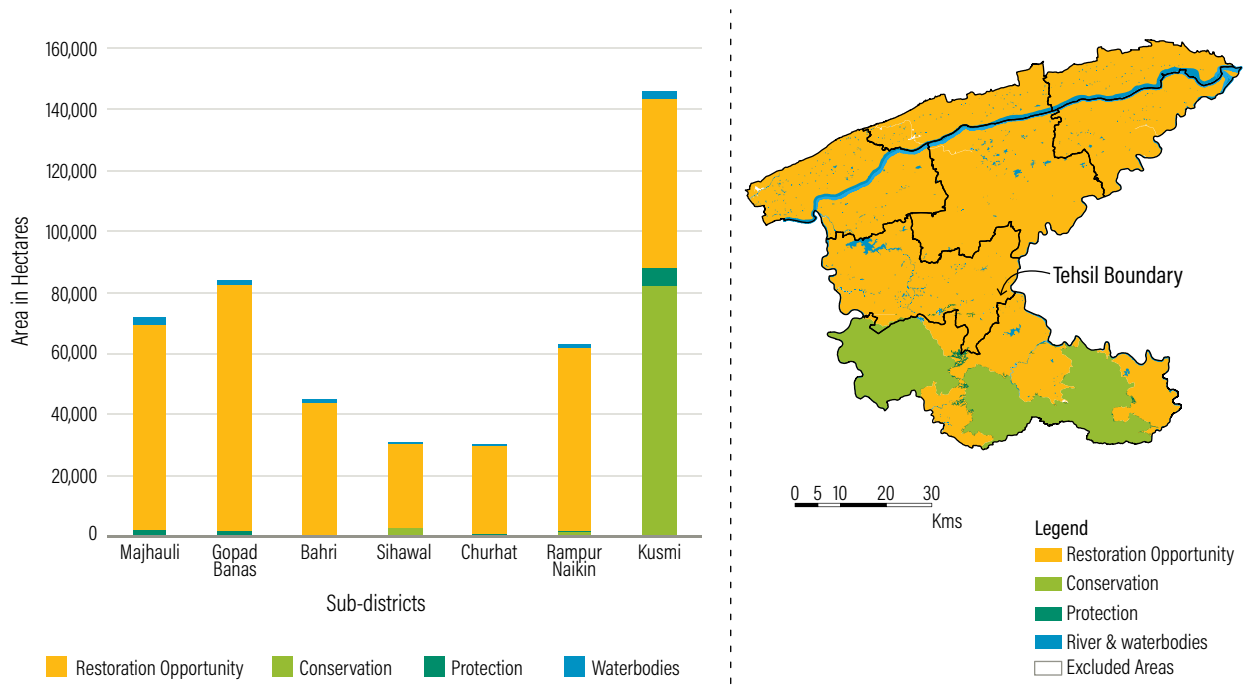 160,000
140,000
120,000
100,000
80,000
60,000
40,000
20,000
0
Area in Hectares
Majhauli
Gopad
Banas
Bahri
Sihawal
Churhat
Rampur
Naikin
Kusmi
Sub-districts
Restoration Opportunity
Conservation
Protection
Waterbodies
Tehsil Boundary
0 5 10 20 30
Kms
Legend
Restoration Opportunity
Conservation
Protection
River & waterbodies
Excluded Areas